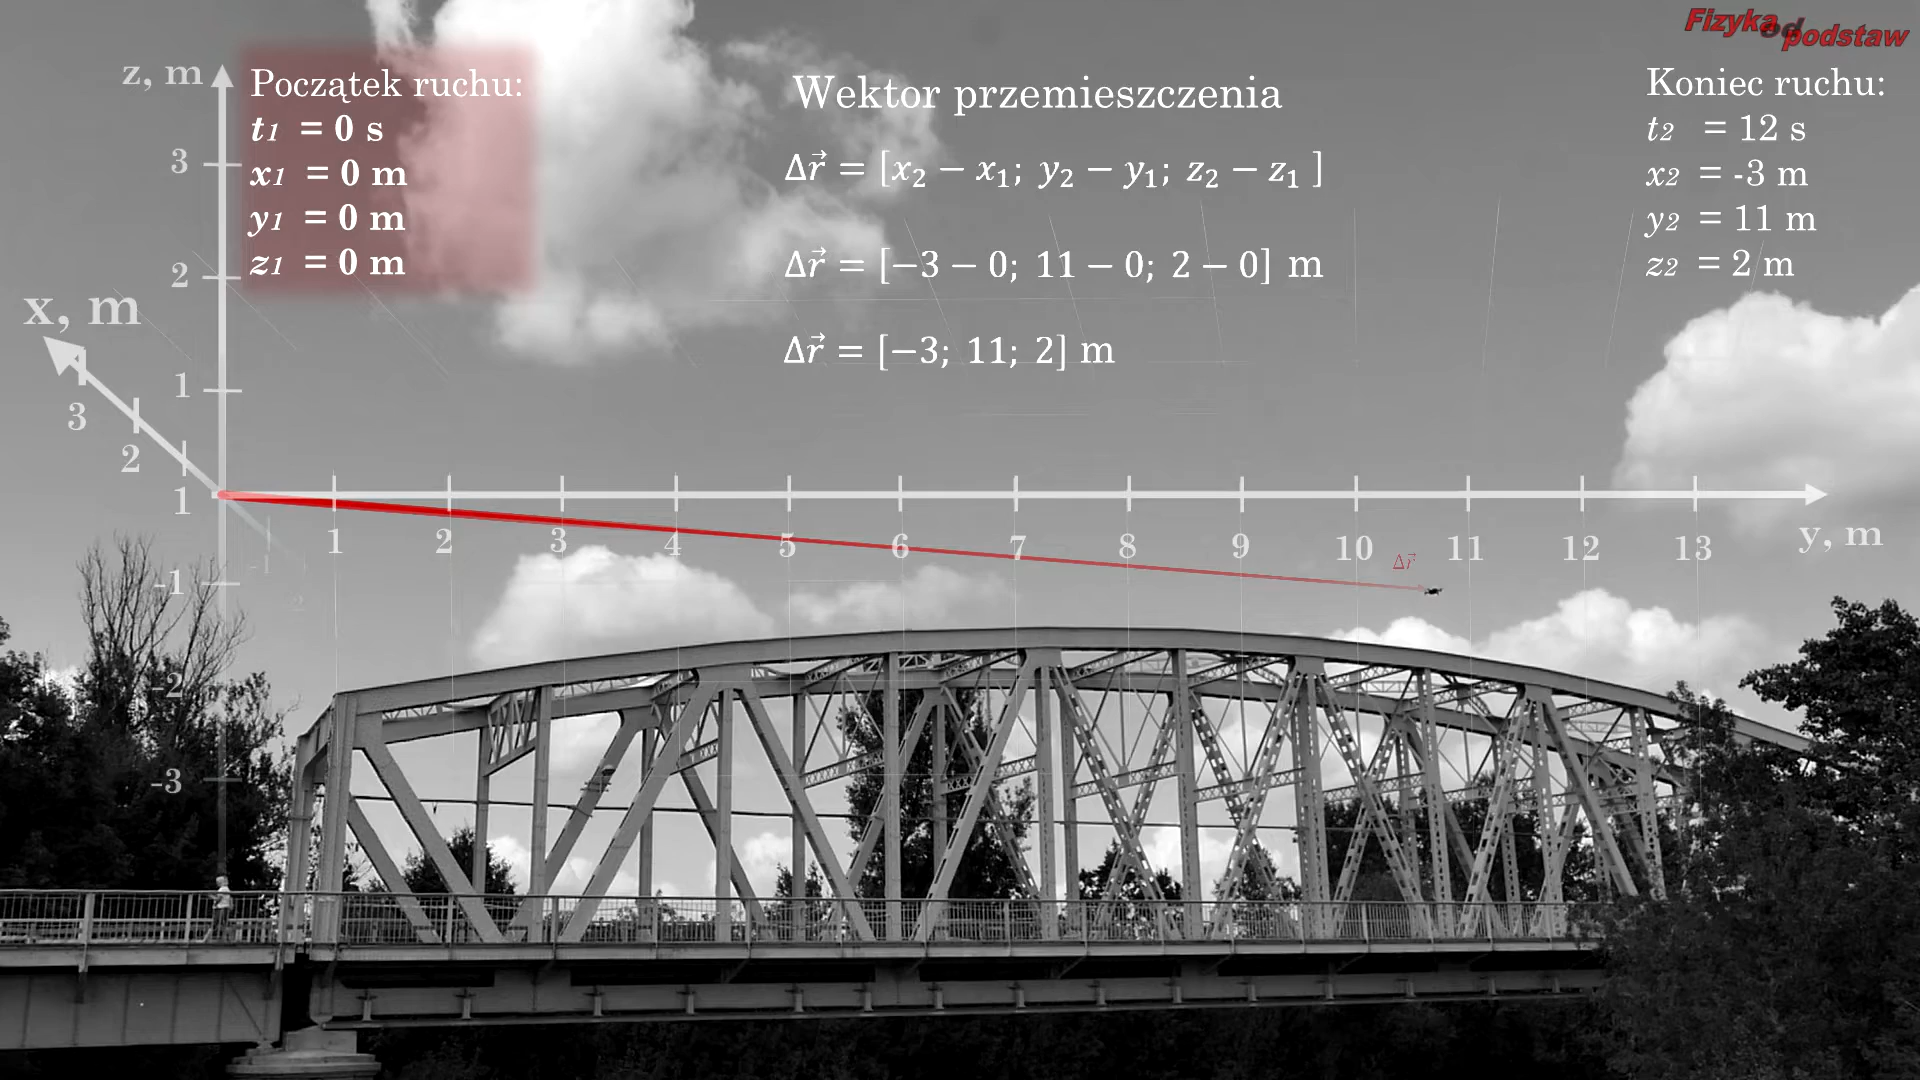 Fizyka od podstaw
z, m
Początek ruchu:
t1 = 0 s
x1 = 0 m
y1 = 0 m
z1 = 0 m
Wektor przemieszczenia
Δr⃗ = [x₂ − x₁; y₂ − y₁; z₂ − z₁ ]
Δr⃗ = [−3 − 0; 11 − 0; 2 − 0] m
Δr⃗ = [−3; 11; 2] m
Koniec ruchu:
t2 = 12 s
x2 = -3 m
y2 = 11 m
z2 = 2 m
3
2
x, m
1
3
2
1
1 2 3 4 5 6 7 8 9 10 11 12 13
y, m
Δr⃗
-1
-1
-2
-2
-3